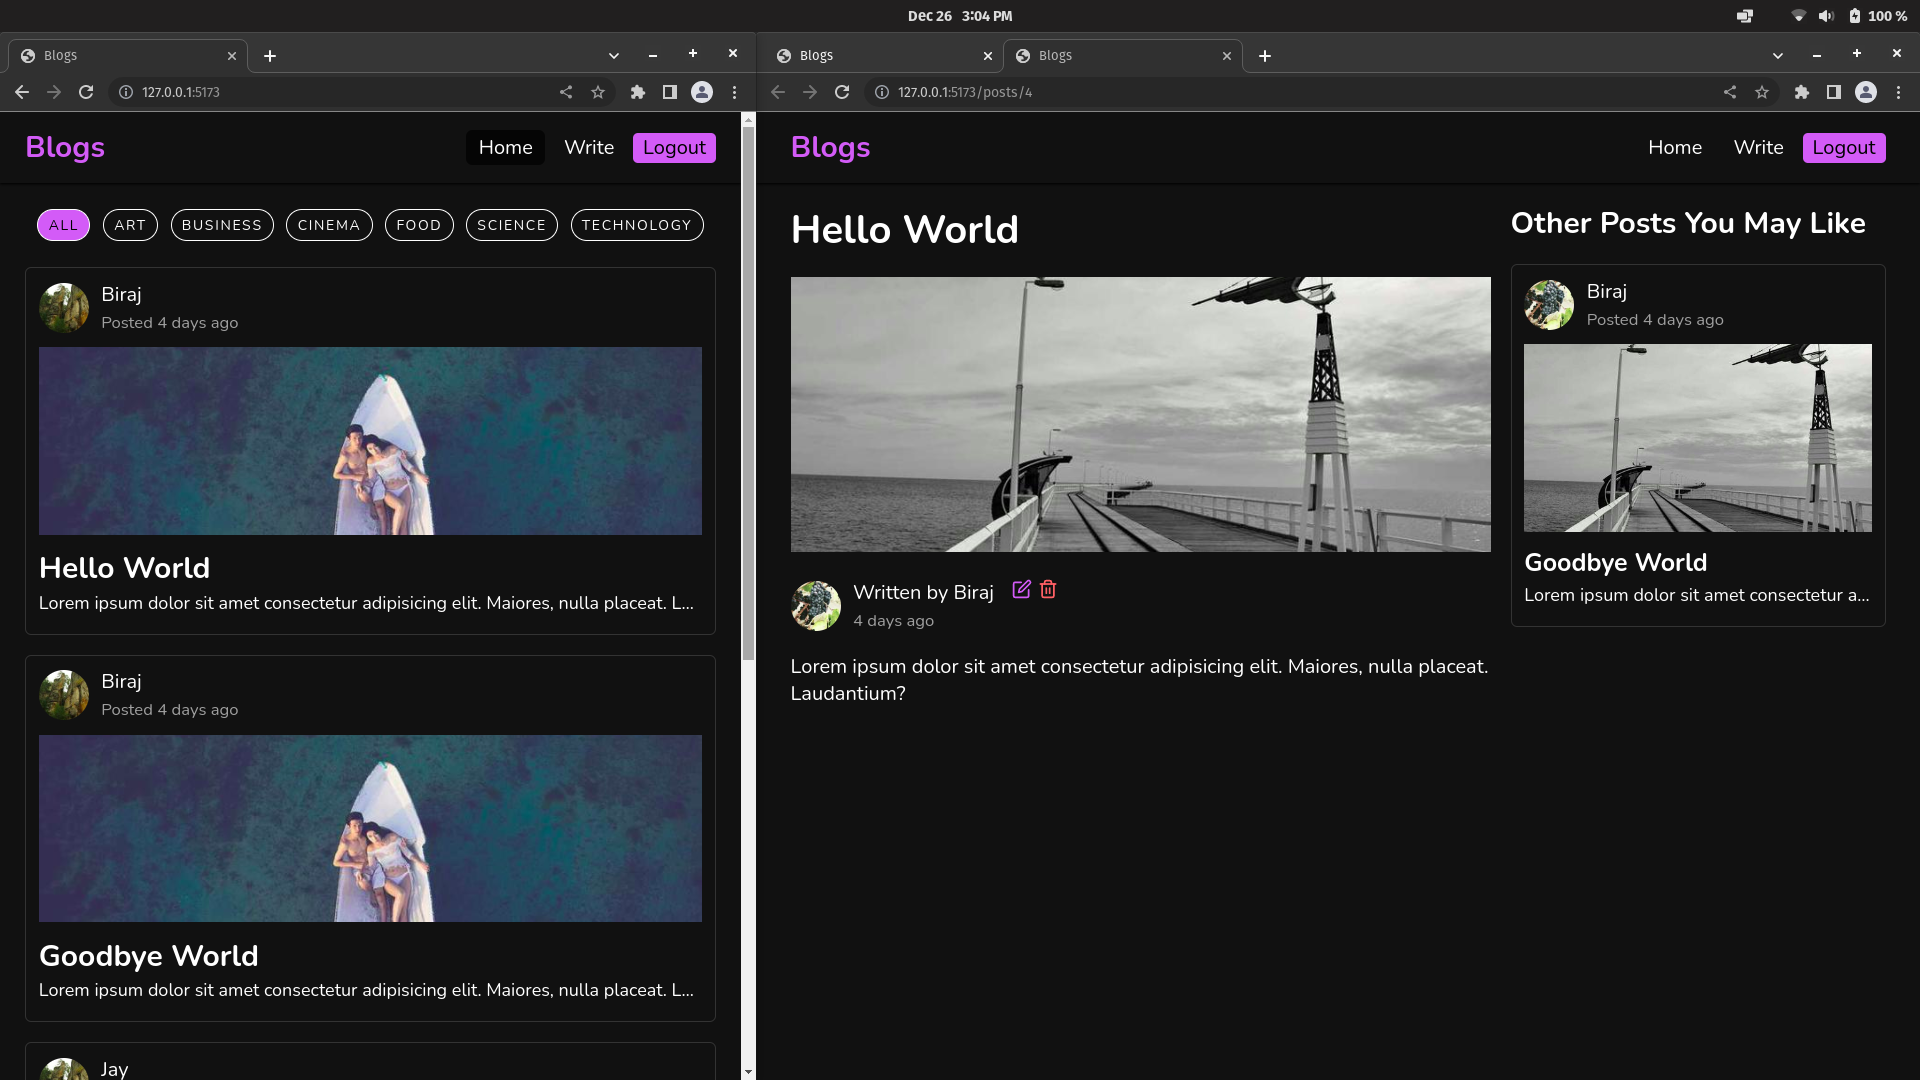 Dec 26 3:04 PM
100 %
Blogs
127.0.0.1:5173
Blogs
Home
Write
Logout
ALL
ART
BUSINESS
CINEMA
FOOD
SCIENCE
TECHNOLOGY
Biraj
Posted 4 days ago
Hello World
Lorem ipsum dolor sit amet consectetur adipisicing elit. Maiores, nulla placeat. L...
Biraj
Posted 4 days ago
Goodbye World
Lorem ipsum dolor sit amet consectetur adipisicing elit. Maiores, nulla placeat. L...
Jay
Blogs
Blogs
127.0.0.1:5173/posts/4
Blogs
Home
Write
Logout
Hello World
Written by Biraj
4 days ago
Lorem ipsum dolor sit amet consectetur adipisicing elit. Maiores, nulla placeat.
Laudantium?
Other Posts You May Like
Biraj
Posted 4 days ago
Goodbye World
Lorem ipsum dolor sit amet consectetur a...